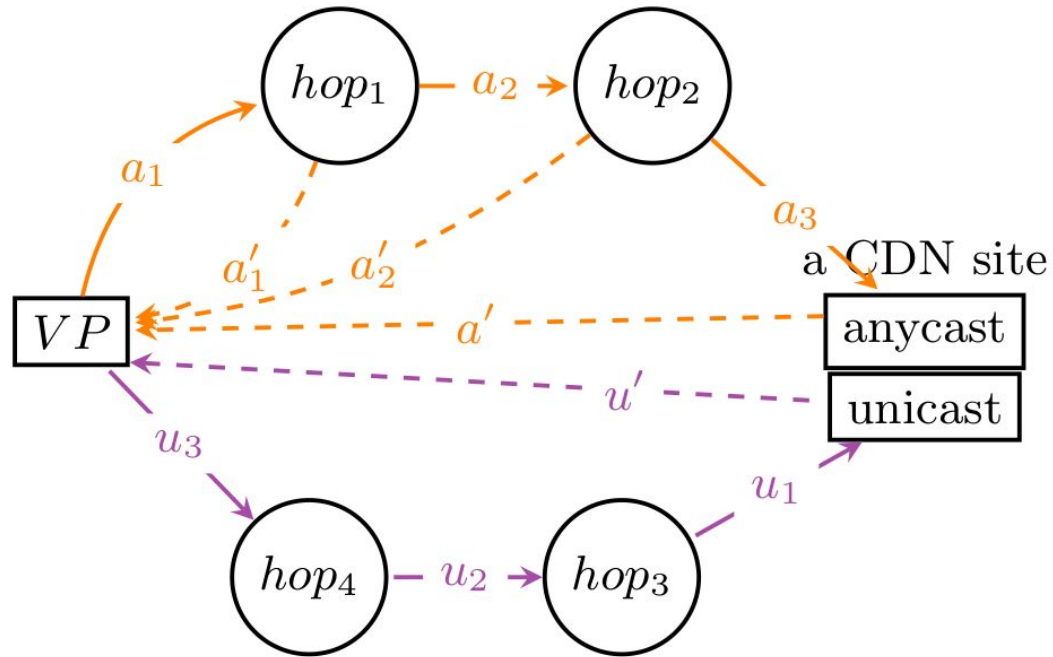 hop₁
a₂
hop₂
a₁
a₃
a′₁
a′₂
a CDN site
VP
a′
anycast
u′
unicast
u₃
u₁
hop₄
u₂
hop₃